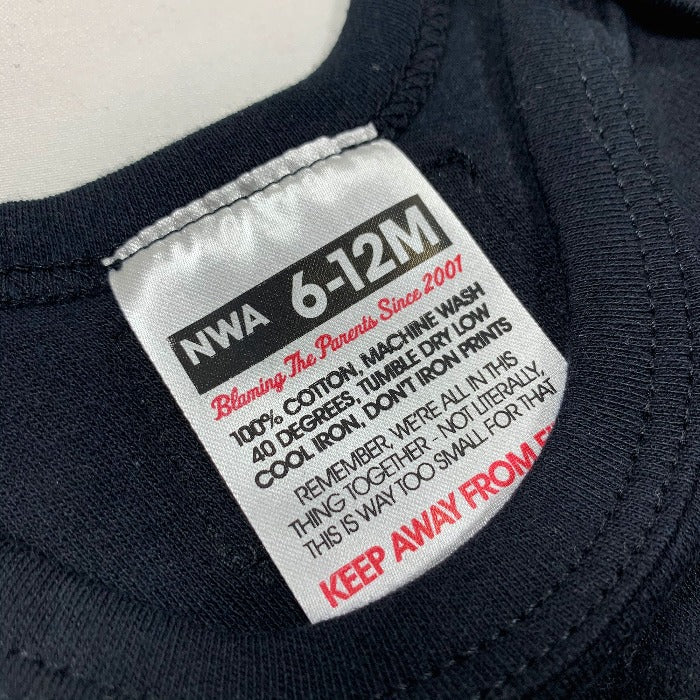 NWA 6-12M
Blaming The Parents Since 2001
100% COTTON, MACHINE WASH
40 DEGREES, TUMBLE DRY LOW
COOL IRON, DON'T IRON PRINTS
REMEMBER, WE'RE ALL IN THIS
THING TOGETHER - NOT LITERALLY,
THIS IS WAY TOO SMALL FOR THAT
KEEP AWAY FROM